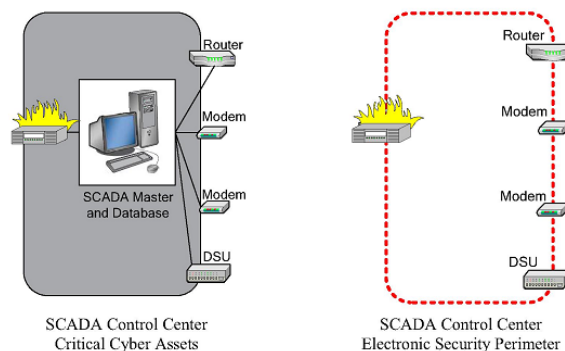 Router
Modem
SCADA Master
and Database
Modem
DSU
SCADA Control Center
Critical Cyber Assets
Router
Modem
Modem
DSU
SCADA Control Center
Electronic Security Perimeter